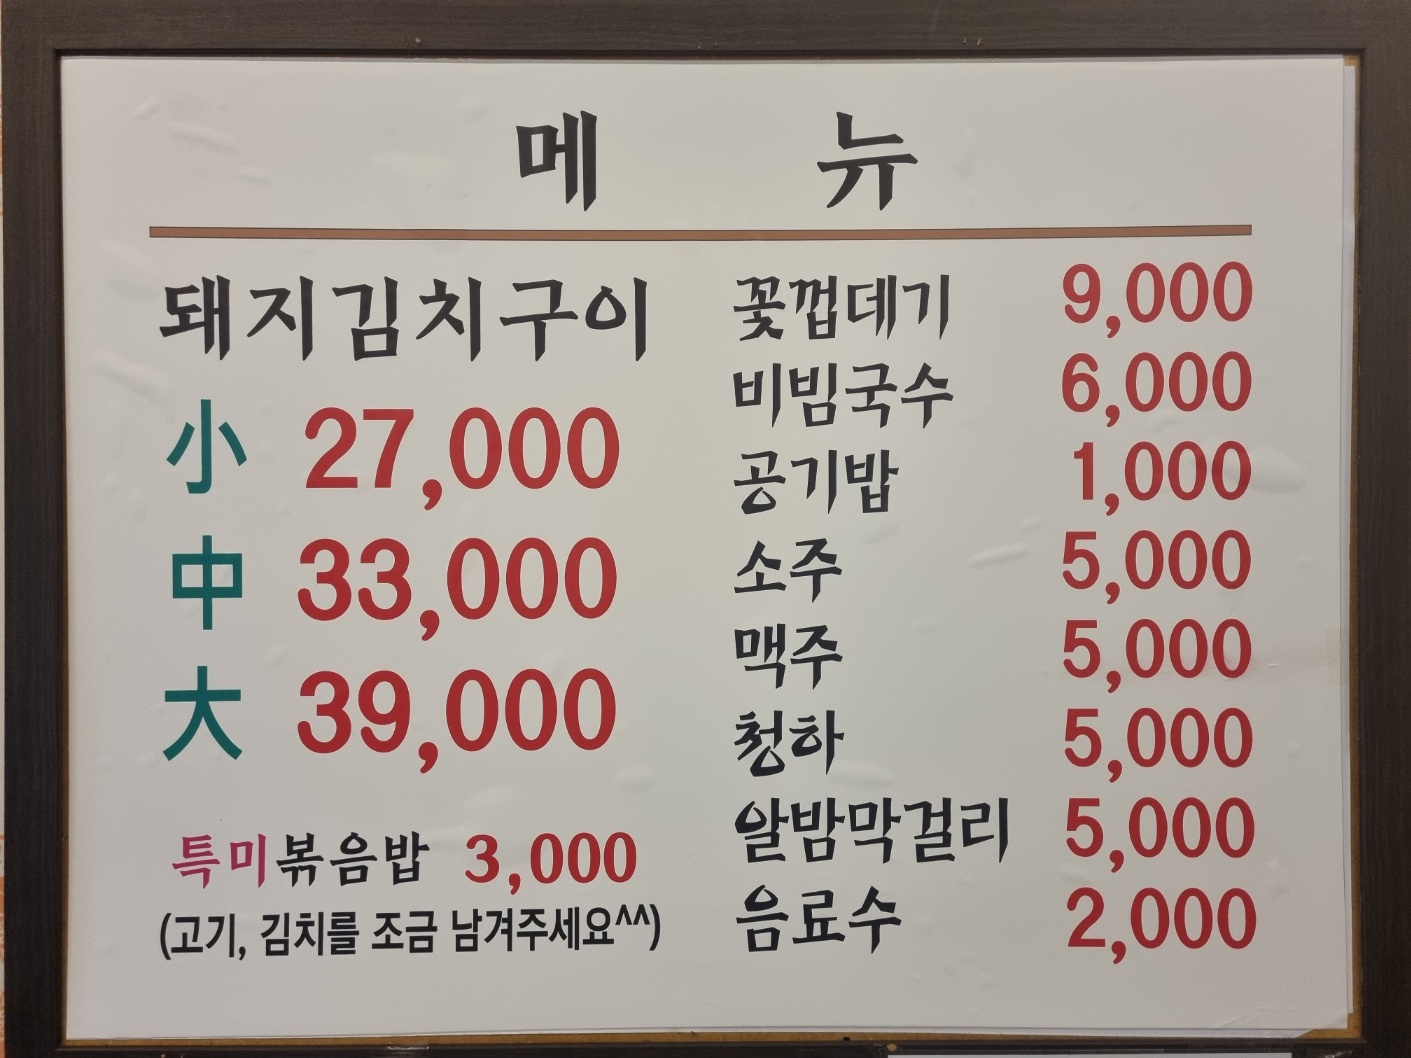 메 뉴
돼지김치구이
小 27,000
中 33,000
大 39,000
특미볶음밥 3,000
(고기, 김치를 조금 남겨주세요^^)
꽃껍데기 9,000
비빔국수 6,000
공기밥 1,000
소주 5,000
맥주 5,000
청하 5,000
알밤막걸리 5,000
음료수 2,000